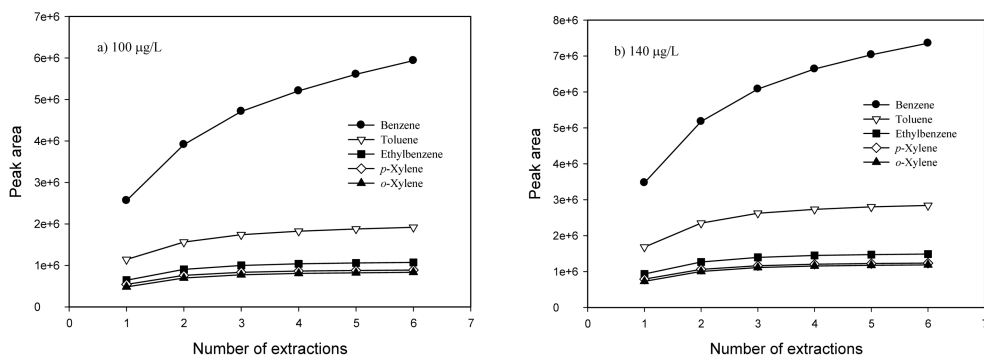 7e+6
6e+6
5e+6
4e+6
3e+6
2e+6
1e+6
0
Peak area
a) 100 µg/L
Benzene
Toluene
Ethylbenzene
p-Xylene
o-Xylene
0 1 2 3 4 5 6 7
Number of extractions
8e+6
7e+6
6e+6
5e+6
4e+6
3e+6
2e+6
1e+6
0
Peak area
b) 140 µg/L
Benzene
Toluene
Ethylbenzene
p-Xylene
o-Xylene
0 1 2 3 4 5 6 7
Number of extractions